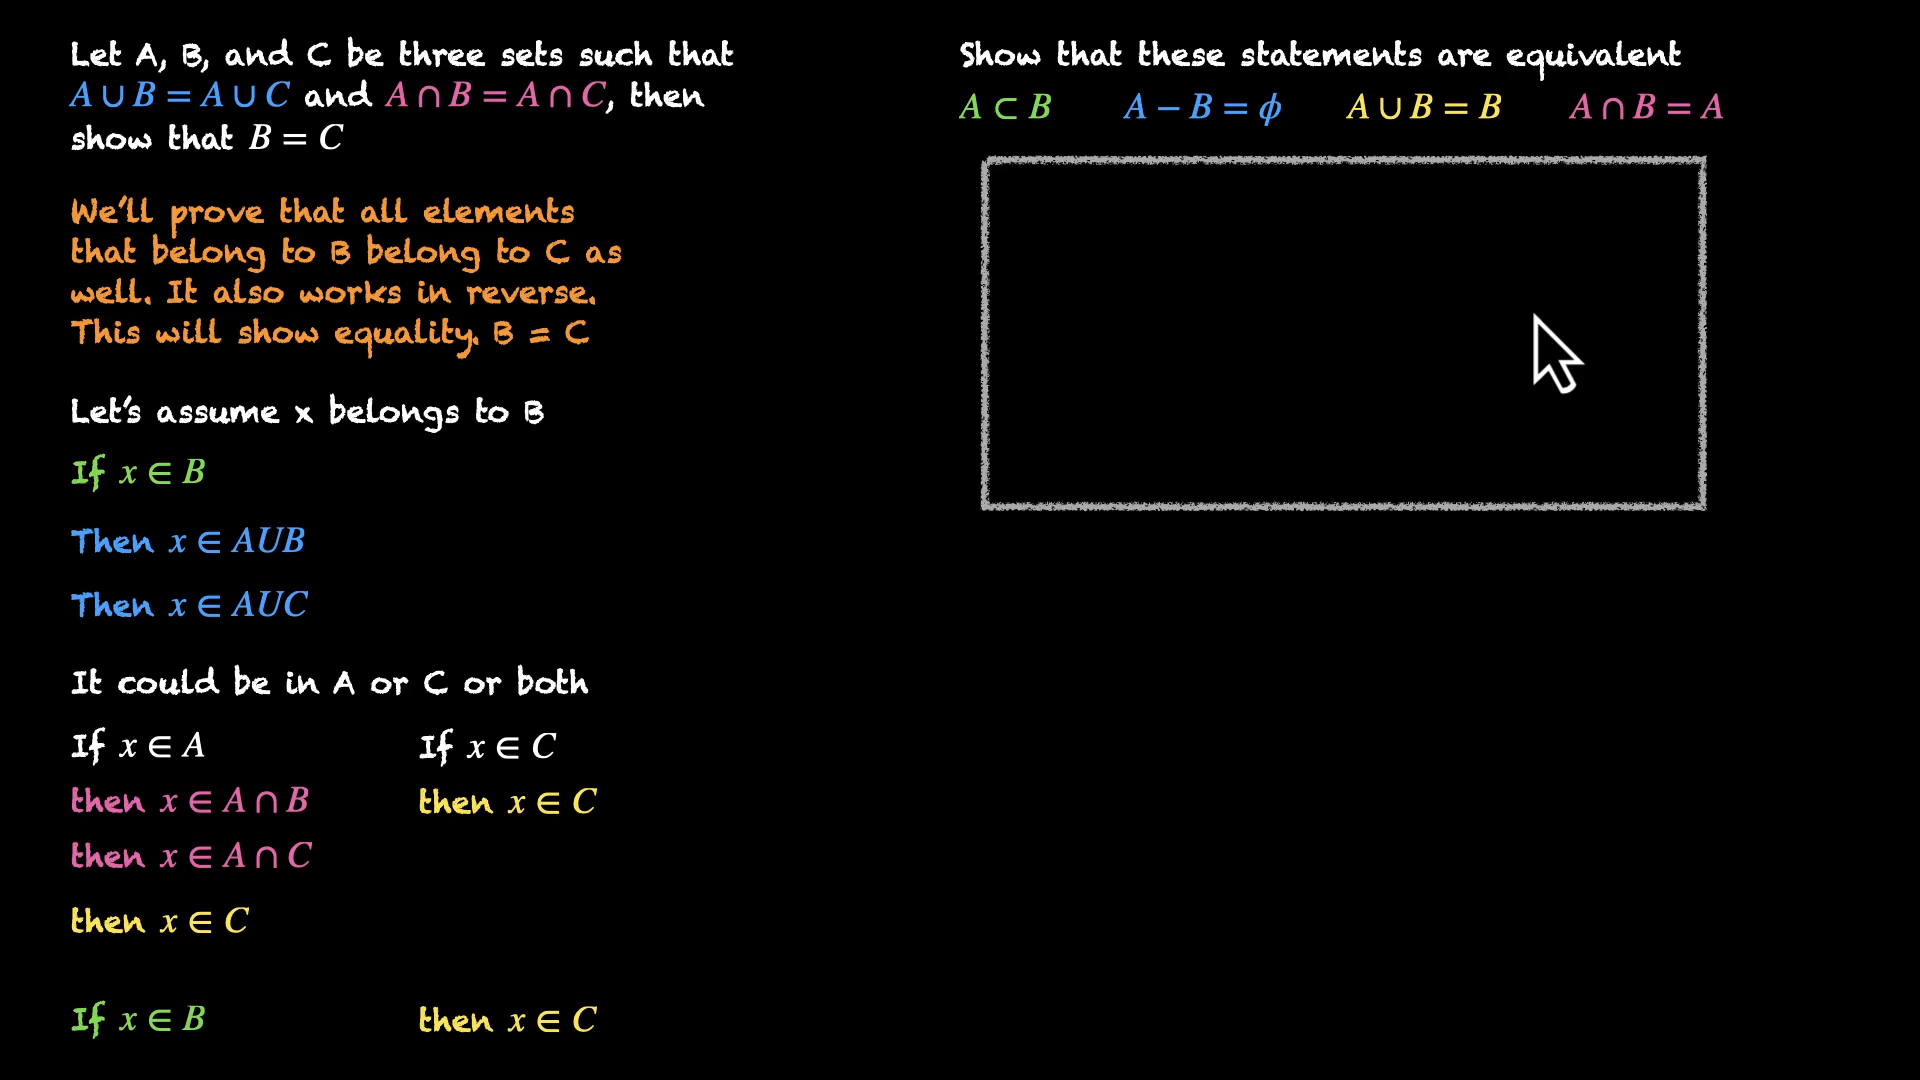 Let A, B, and C be three sets such that
A ∪ B = A ∪ C and A ∩ B = A ∩ C, then
show that B = C
We'll prove that all elements
that belong to B belong to C as
well. It also works in reverse.
This will show equality. B = C
Let's assume x belongs to B
If x ∈ B
Then x ∈ AUB
Then x ∈ AUC
It could be in A or C or both
If x ∈ A
then x ∈ A ∩ B
then x ∈ A ∩ C
then x ∈ C
If x ∈ C
then x ∈ C
If x ∈ B then x ∈ C
Show that these statements are equivalent
A ⊂ B A − B = ϕ A ∪ B = B A ∩ B = A